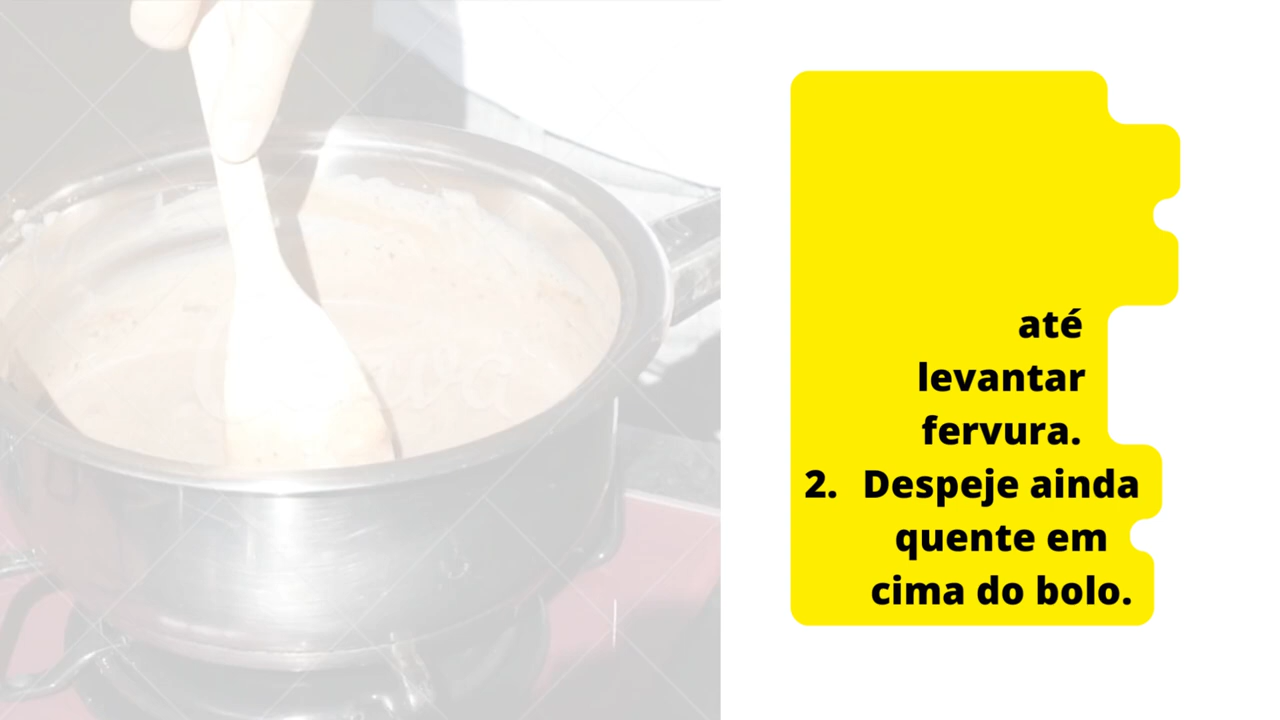 até
levantar
fervura.
2. Despeje ainda
quente em
cima do bolo.